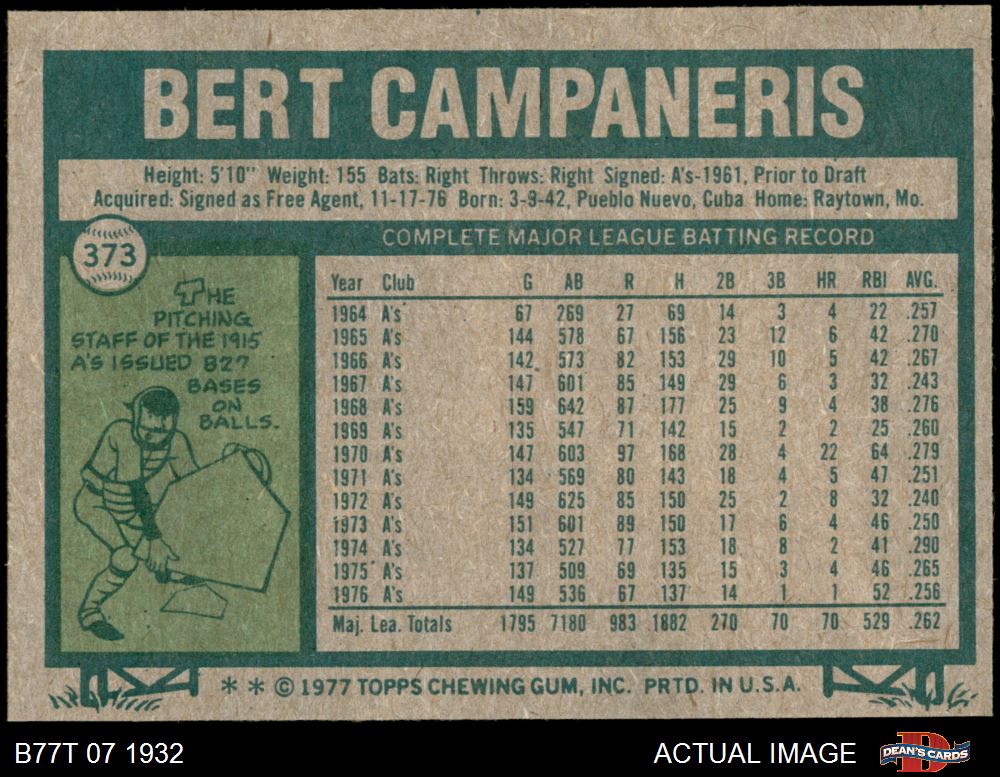 BERT CAMPANERIS
Height: 5'10" Weight: 155 Bats: Right Throws: Right Signed: A's-1961, Prior to Draft
Acquired: Signed as Free Agent, 11-17-76 Born: 3-9-42, Pueblo Nuevo, Cuba Home: Raytown, Mo.
373
THE
PITCHING
STAFF OF THE 1915
A'S ISSUED 827
BASES
ON
BALLS.
COMPLETE MAJOR LEAGUE BATTING RECORD
Year Club G AB R H 2B 3B HR RBI AVG.
1964 A's 67 269 27 69 14 3 4 22 .257
1965 A's 144 578 67 156 23 12 6 42 .270
1966 A's 142 573 82 153 29 10 5 42 .267
1967 A's 147 601 85 149 29 6 3 32 .243
1968 A's 159 642 87 177 25 9 4 38 .276
1969 A's 135 547 71 142 15 2 2 25 .260
1970 A's 147 603 97 168 28 4 22 64 .279
1971 A's 134 569 80 143 18 4 5 47 .251
1972 A's 149 625 85 150 25 2 8 32 .240
1973 A's 151 601 89 150 17 6 4 46 .250
1974 A's 134 527 77 153 18 8 2 41 .290
1975 A's 137 509 69 135 15 3 4 46 .265
1976 A's 149 536 67 137 14 1 1 52 .256
Maj. Lea. Totals 1795 7180 983 1882 270 70 70 529 .262
* * © 1977 TOPPS CHEWING GUM, INC. PRTD. IN U.S.A.
B77T 07 1932
ACTUAL IMAGE
D
DEAN'S CARDS